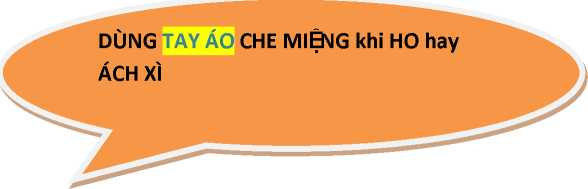 DÙNG TAY ÁO CHE MIỆNG khi HO hay
ÁCH XÌ